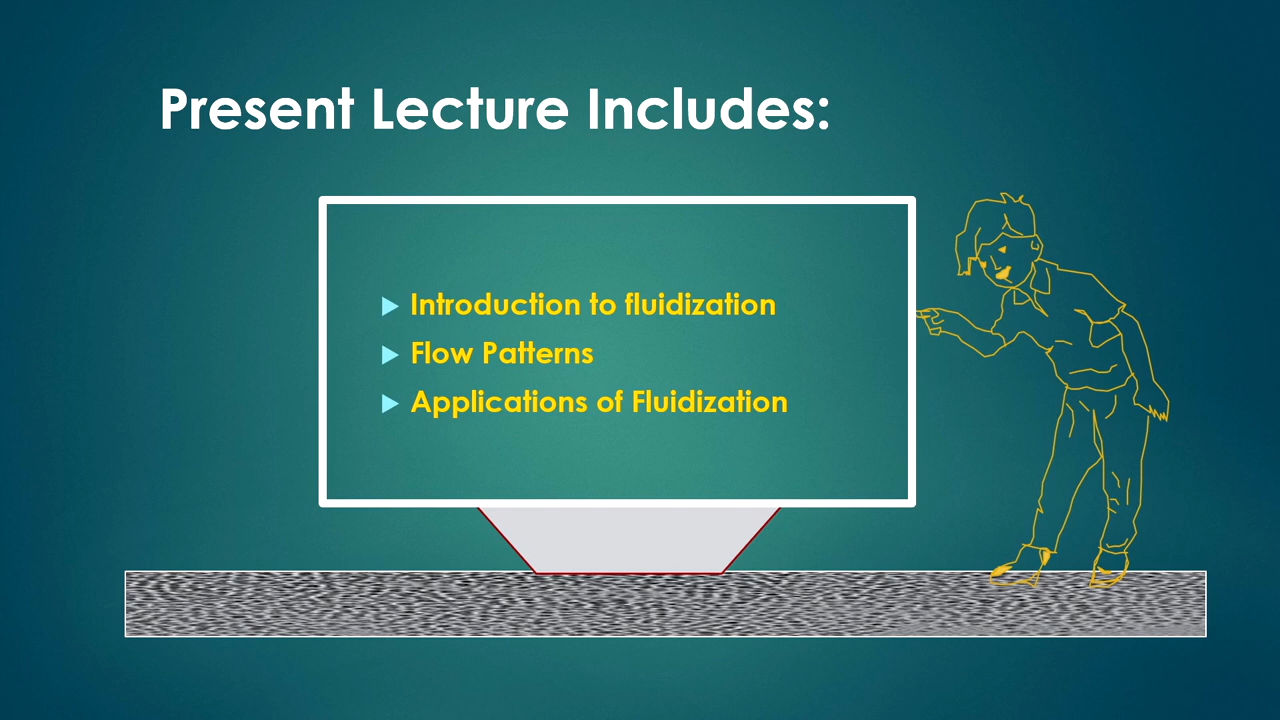 Present Lecture Includes:
Introduction to fluidization
Flow Patterns
Applications of Fluidization